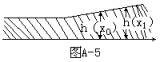 h(x₀) h(x₁)
图A-5